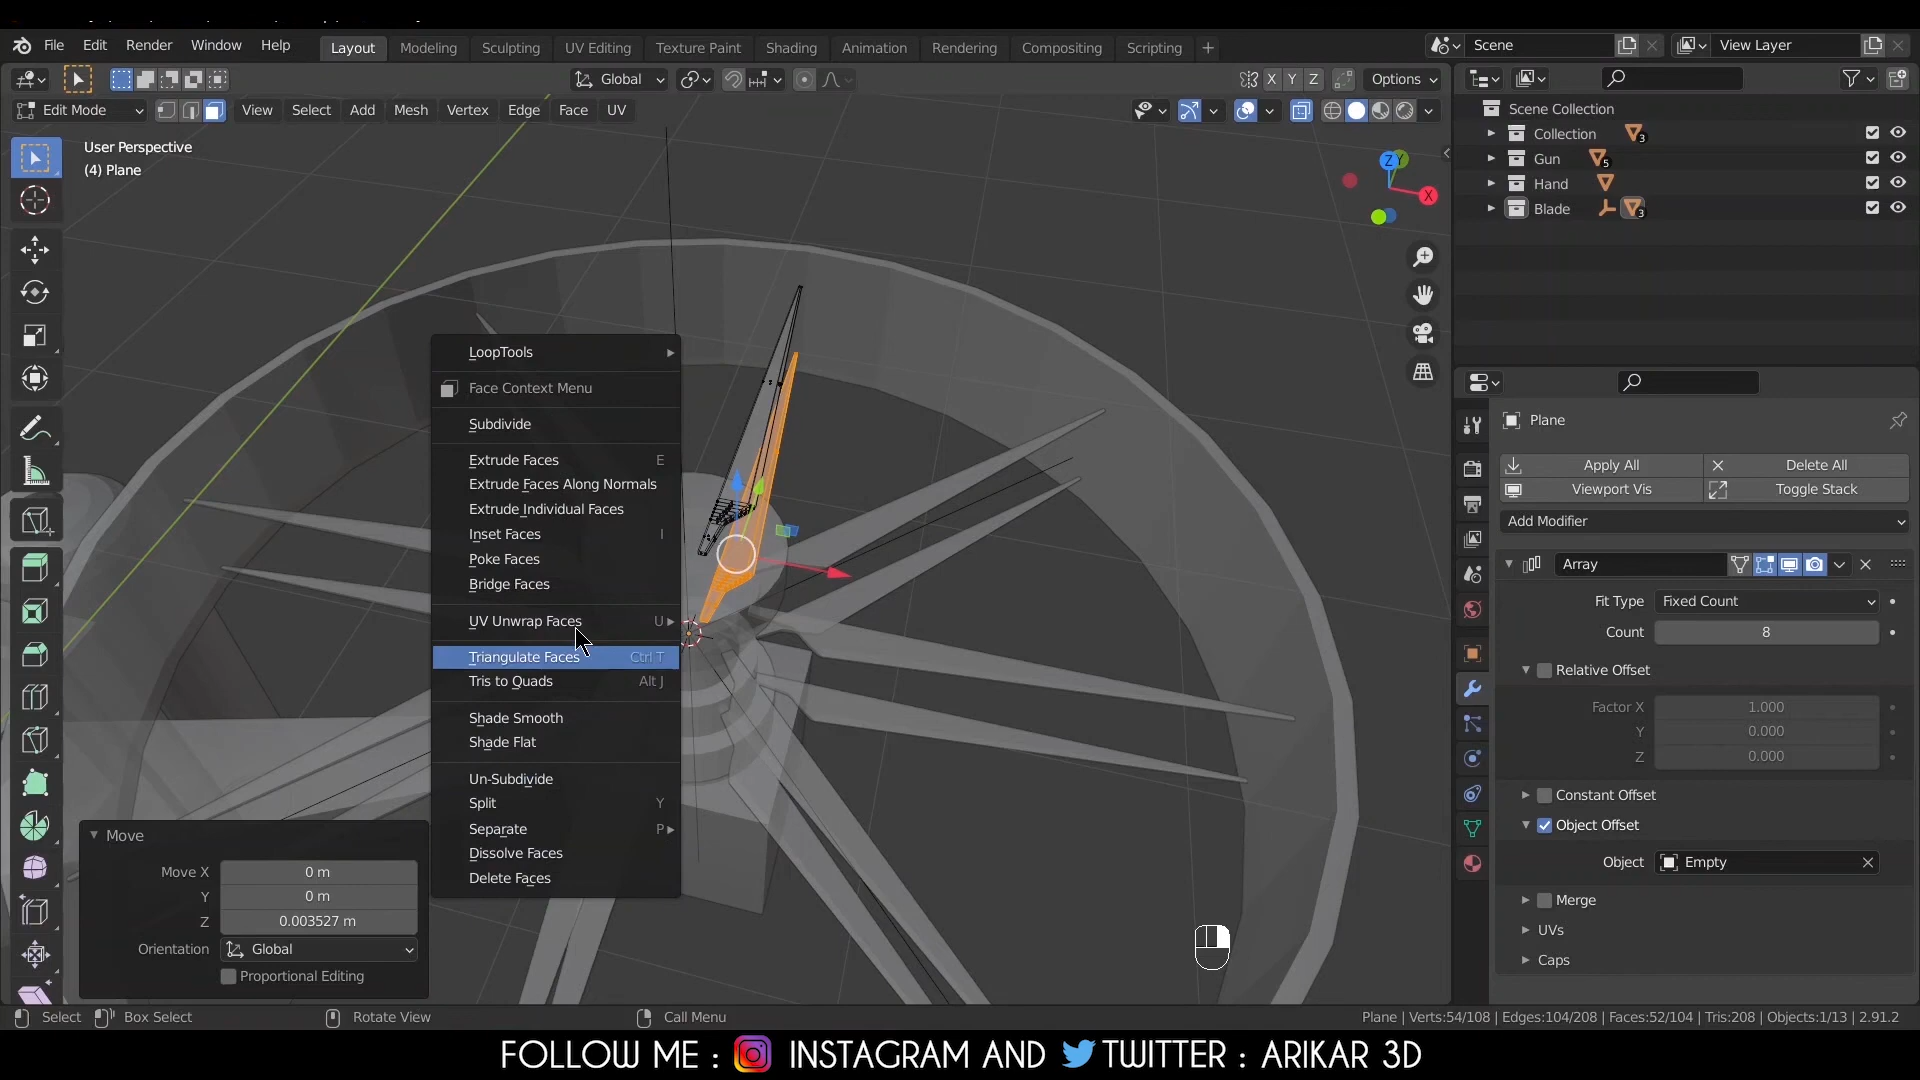 File Edit Render Window Help Layout Modeling Sculpting UV Editing Texture Paint Shading Animation Rendering Compositing Scripting + Scene View Layer
Global X Y Z Options
Edit Mode View Select Add Mesh Vertex Edge Face UV
User Perspective
(4) Plane
Z Y X
LoopTools
Face Context Menu
Subdivide
Extrude Faces E
Extrude Faces Along Normals
Extrude Individual Faces
Inset Faces I
Poke Faces
Bridge Faces
UV Unwrap Faces U
Triangulate Faces Ctrl T
Tris to Quads Alt J
Shade Smooth
Shade Flat
Un-Subdivide
Split Y
Separate P
Dissolve Faces
Delete Faces
Move
Move X 0 m
Y 0 m
Z 0.003527 m
Orientation Global
Proportional Editing
Scene Collection
Collection 3
Gun 5
Hand
Blade 3
Plane
Apply All Delete All
Viewport Vis Toggle Stack
Add Modifier
Array
Fit Type Fixed Count
Count 8
Relative Offset
Factor X 1.000
Y 0.000
Z 0.000
Constant Offset
Object Offset
Object Empty
Merge
UVs
Caps
Select Box Select Rotate View Call Menu Plane | Verts:54/108 | Edges:104/208 | Faces:52/104 | Tris:208 | Objects:1/13 | 2.91.2
FOLLOW ME : INSTAGRAM AND TWITTER : ARIKAR 3D